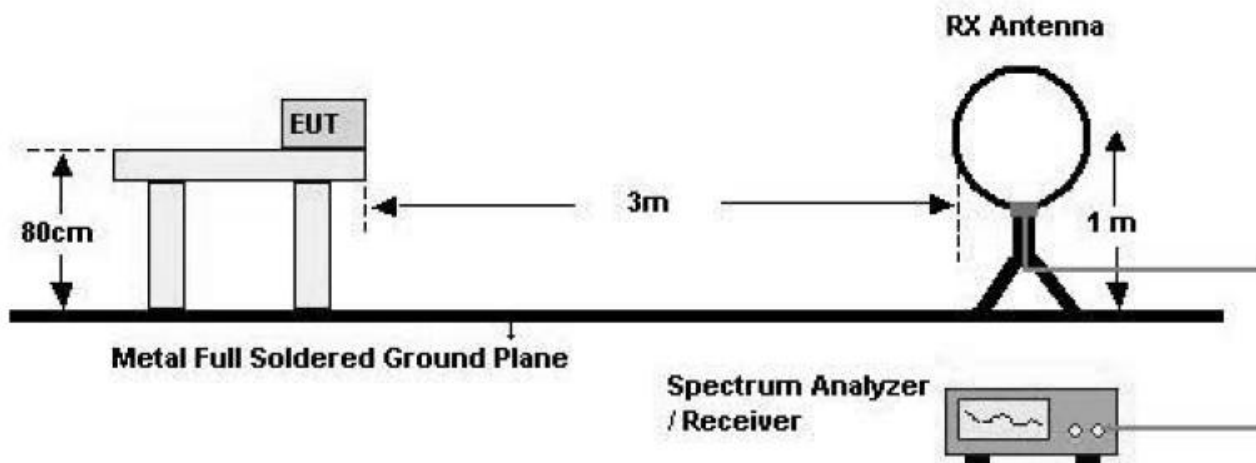 RX Antenna
EUT
80cm
3m
1 m
Metal Full Soldered Ground Plane
Spectrum Analyzer
/ Receiver